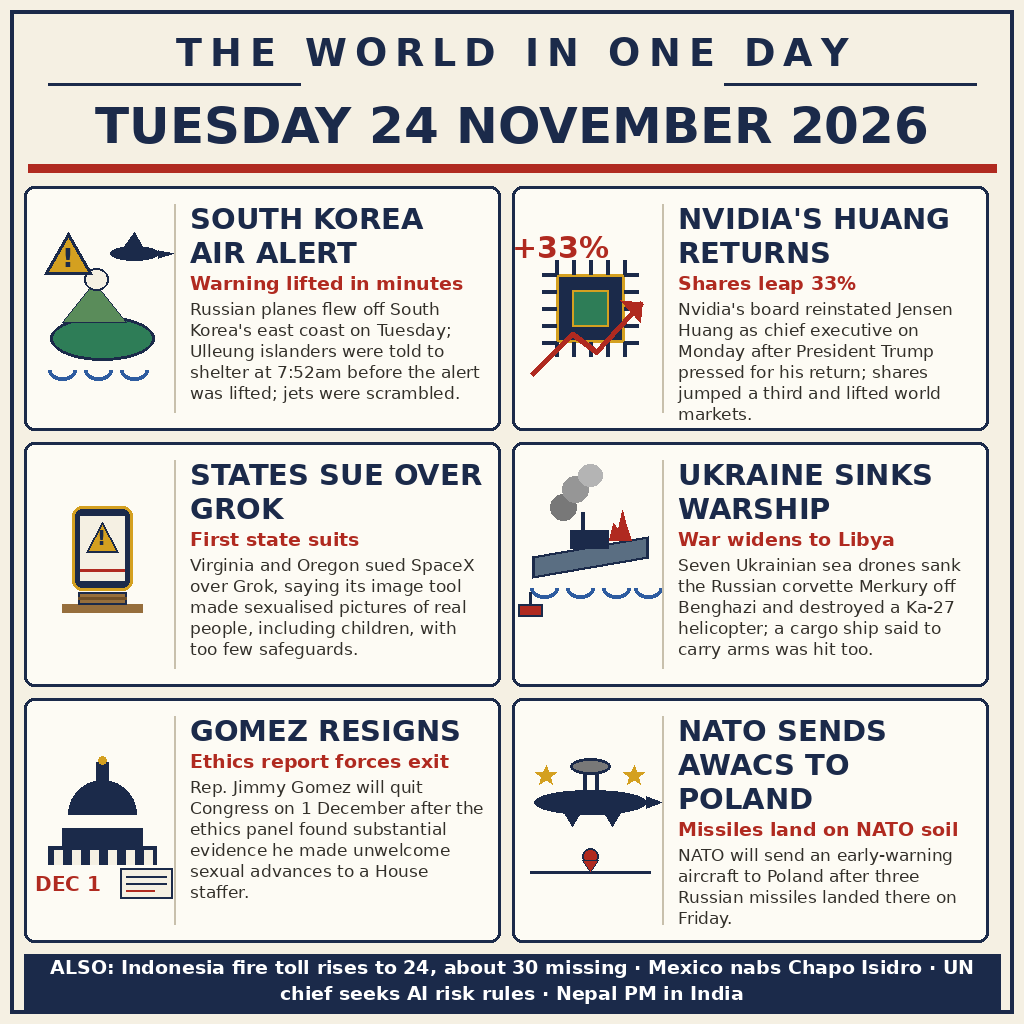 THE WORLD IN ONE DAY
TUESDAY 24 NOVEMBER 2026
!
SOUTH KOREA
AIR ALERT
Warning lifted in minutes
Russian planes flew off South
Korea's east coast on Tuesday;
Ulleung islanders were told to
shelter at 7:52am before the alert
was lifted; jets were scrambled.
+33%
NVIDIA'S HUANG
RETURNS
Shares leap 33%
Nvidia's board reinstated Jensen
Huang as chief executive on
Monday after President Trump
pressed for his return; shares
jumped a third and lifted world
markets.
!
STATES SUE OVER
GROK
First state suits
Virginia and Oregon sued SpaceX
over Grok, saying its image tool
made sexualised pictures of real
people, including children, with
too few safeguards.
UKRAINE SINKS
WARSHIP
War widens to Libya
Seven Ukrainian sea drones sank
the Russian corvette Merkury off
Benghazi and destroyed a Ka-27
helicopter; a cargo ship said to
carry arms was hit too.
DEC 1
GOMEZ RESIGNS
Ethics report forces exit
Rep. Jimmy Gomez will quit
Congress on 1 December after the
ethics panel found substantial
evidence he made unwelcome
sexual advances to a House
staffer.
NATO SENDS
AWACS TO
POLAND
Missiles land on NATO soil
NATO will send an early-warning
aircraft to Poland after three
Russian missiles landed there on
Friday.
ALSO: Indonesia fire toll rises to 24, about 30 missing · Mexico nabs Chapo Isidro · UN
chief seeks AI risk rules · Nepal PM in India